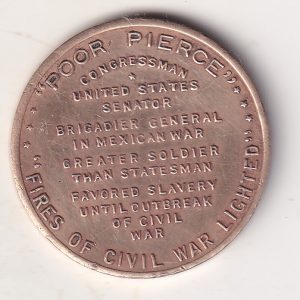 "POOR PIERCE"
CONGRESSMAN
UNITED STATES
SENATOR
BRIGADIER GENERAL
IN MEXICAN WAR
GREATER SOLDIER
THAN STATESMAN
FAVORED SLAVERY
UNTIL OUTBREAK
OF CIVIL
WAR
"FIRES OF CIVIL WAR LIGHTED"